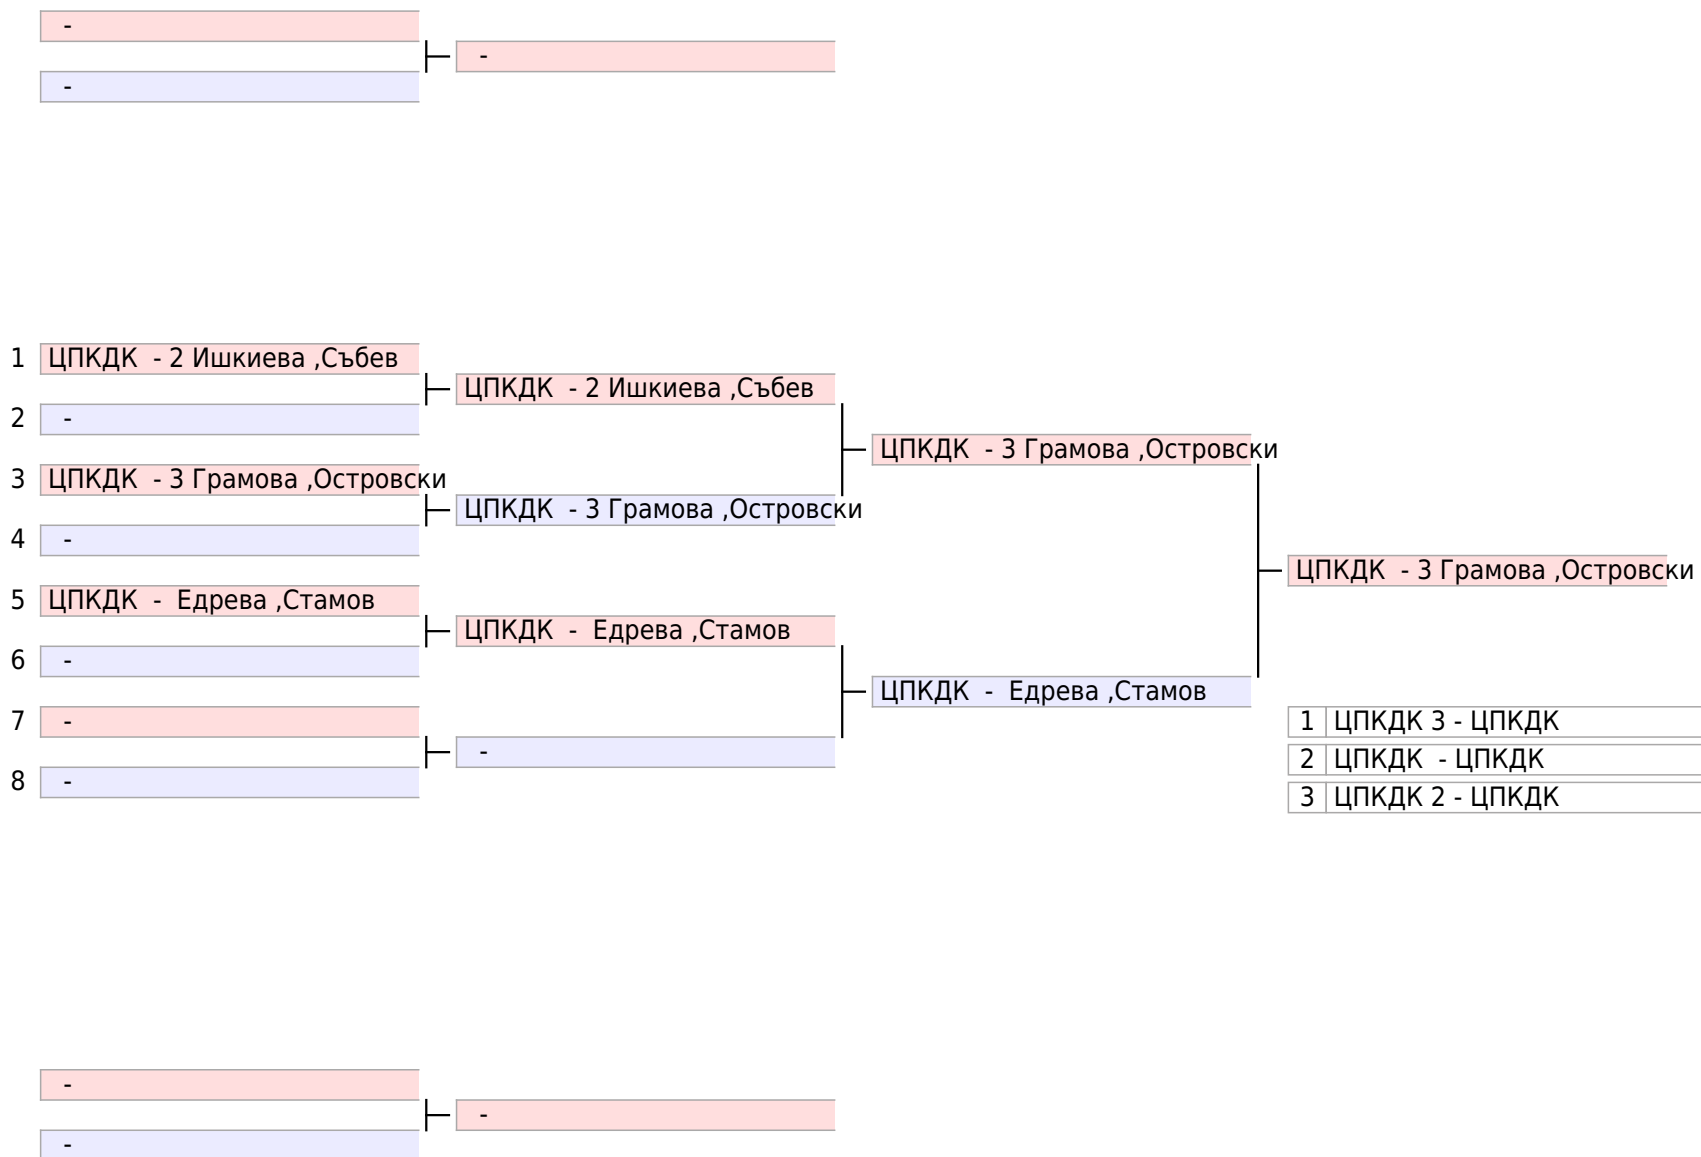 -
-
-
1 ЦПКДК - 2 Ишкиева ,Събев
ЦПКДК - 2 Ишкиева ,Събев
2 -
ЦПКДК - 3 Грамова ,Островски
3 ЦПКДК - 3 Грамова ,Островски
ЦПКДК - 3 Грамова ,Островски
4 -
ЦПКДК - 3 Грамова ,Островски
5 ЦПКДК - Едрева ,Стамов
ЦПКДК - Едрева ,Стамов
6 -
ЦПКДК - Едрева ,Стамов
7 -
1 ЦПКДК 3 - ЦПКДК
-
2 ЦПКДК - ЦПКДК
8 -
3 ЦПКДК 2 - ЦПКДК
-
-
-